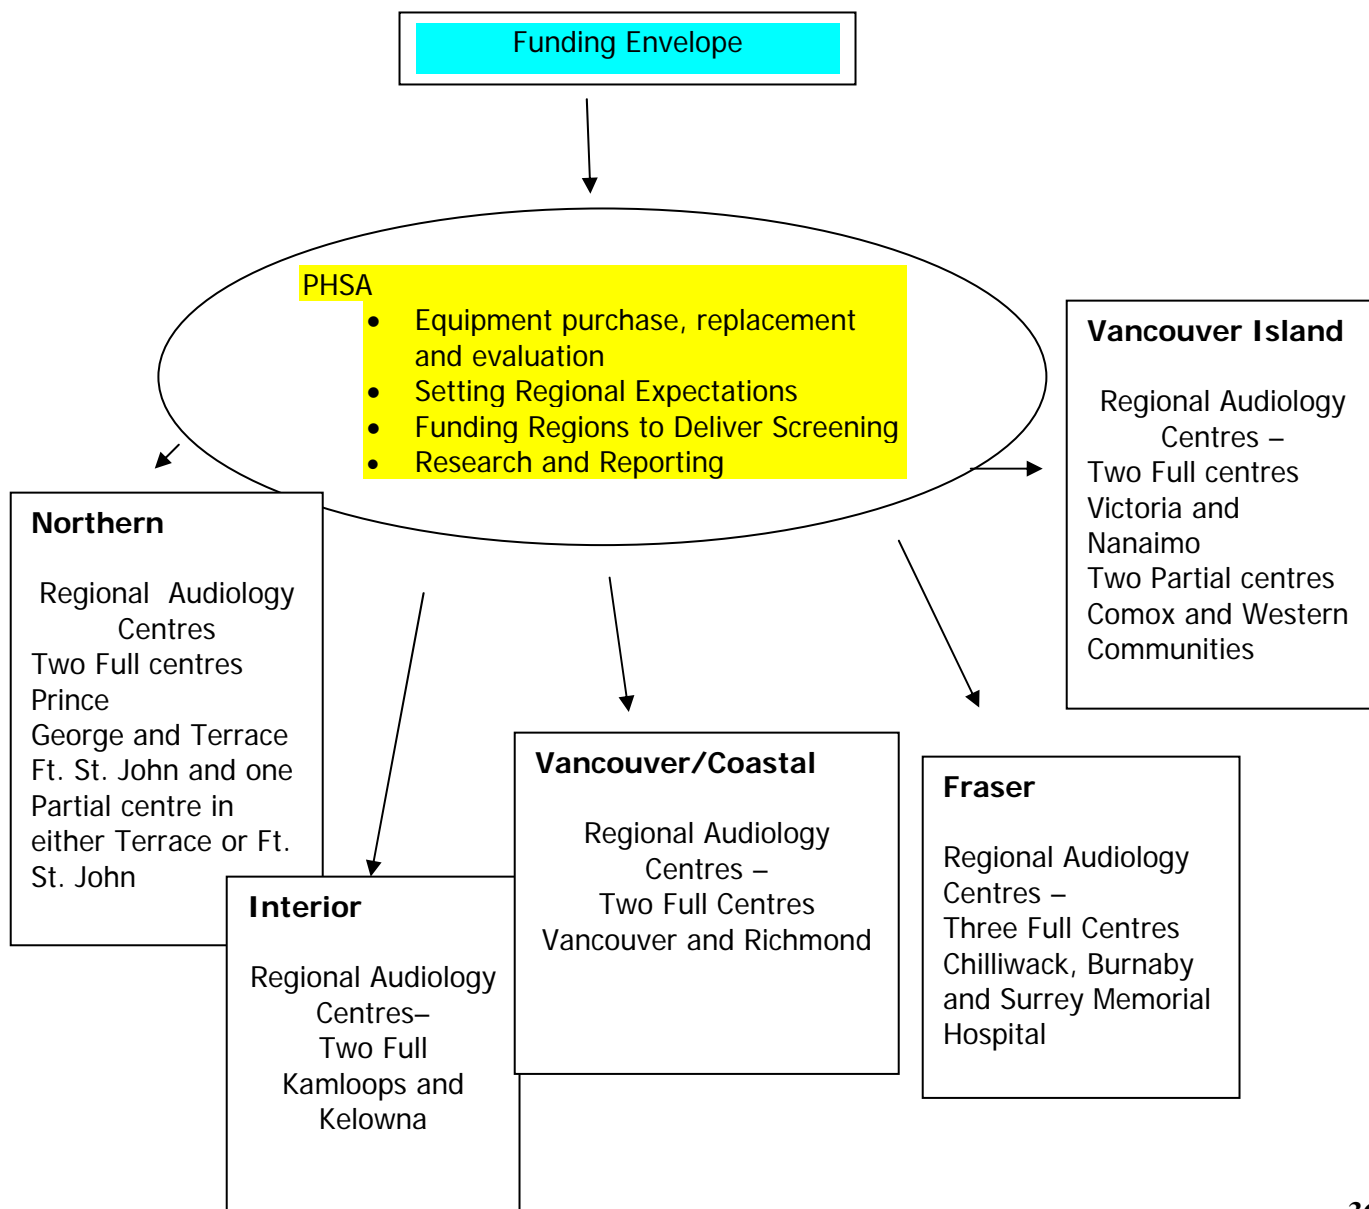 Funding Envelope
PHSA
• Equipment purchase, replacement
and evaluation
• Setting Regional Expectations
• Funding Regions to Deliver Screening
• Research and Reporting
Vancouver Island
Regional Audiology
Centres –
Two Full centres
Victoria and
Nanaimo
Two Partial centres
Comox and Western
Communities
Northern
Regional Audiology
Centres
Two Full centres
Prince
George and Terrace
Ft. St. John and one
Partial centre in
either Terrace or Ft.
St. John
Interior
Regional Audiology
Centres–
Two Full
Kamloops and
Kelowna
Vancouver/Coastal
Regional Audiology
Centres –
Two Full Centres
Vancouver and Richmond
Fraser
Regional Audiology
Centres –
Three Full Centres
Chilliwack, Burnaby
and Surrey Memorial
Hospital